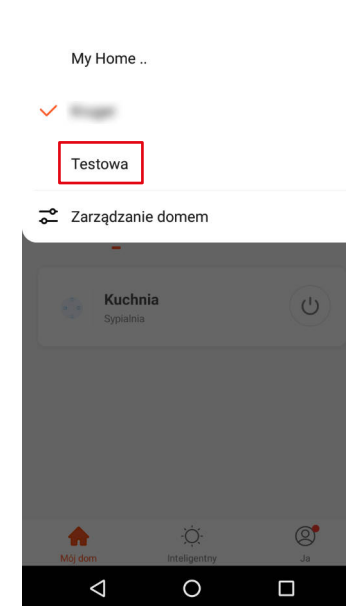 My Home ..
Testowa
Zarządzanie domem
Kuchnia
Sypialnia
Mój dom
Inteligentny
Ja